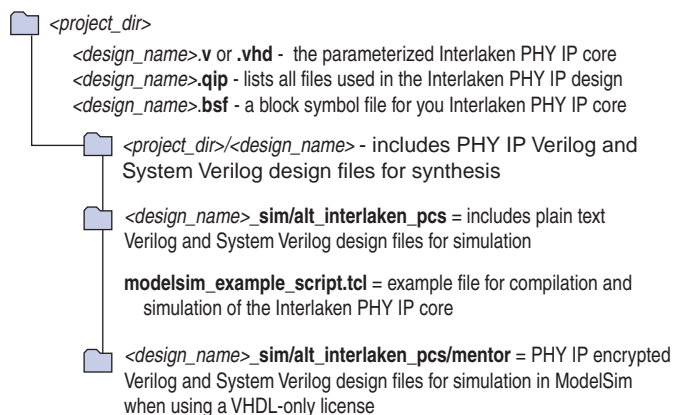 <project_dir>
<design_name>.v or .vhd - the parameterized Interlaken PHY IP core
<design_name>.qip - lists all files used in the Interlaken PHY IP design
<design_name>.bsf - a block symbol file for you Interlaken PHY IP core
<project_dir>/<design_name> - includes PHY IP Verilog and
System Verilog design files for synthesis
<design_name>_sim/alt_interlaken_pcs = includes plain text
Verilog and System Verilog design files for simulation
modelsim_example_script.tcl = example file for compilation and
simulation of the Interlaken PHY IP core
<design_name>_sim/alt_interlaken_pcs/mentor = PHY IP encrypted
Verilog and System Verilog design files for simulation in ModelSim
when using a VHDL-only license